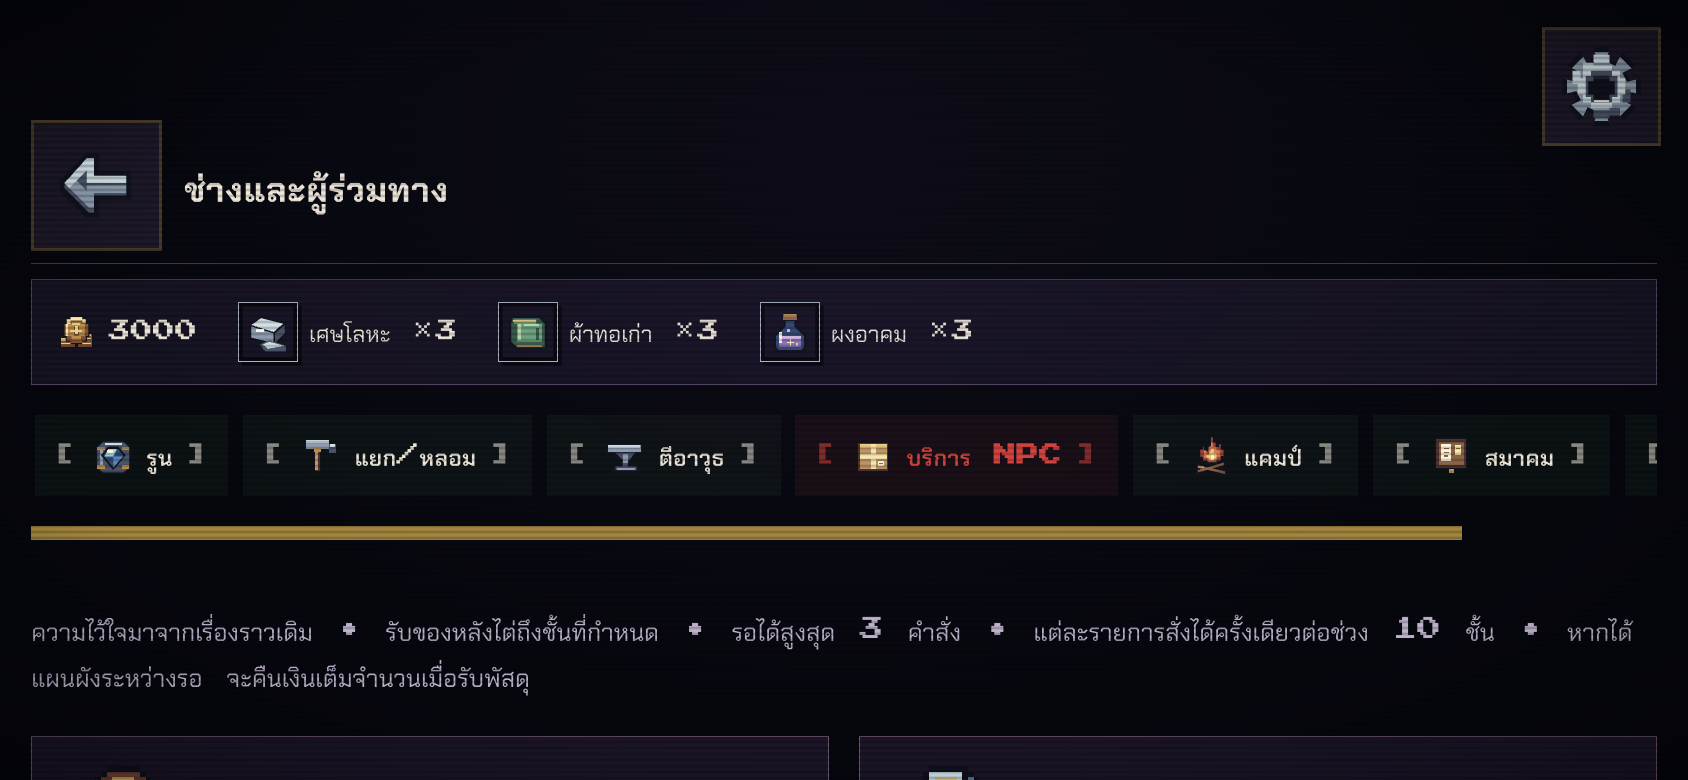 ช่างและผู้ร่วมทาง
3000 เศษโลหะ ×3 ผ้าทอเก่า ×3 ผงอาคม ×3
[ รูน ] [ แยก/หลอม ] [ ตีอาวุธ ] [ บริการ NPC ] [ แคมป์ ] [ สมาคม ] [
ความไว้ใจมาจากเรื่องราวเดิม • รับของหลังไต่ถึงชั้นที่กำหนด • รอได้สูงสุด 3 คำสั่ง • แต่ละรายการสั่งได้ครั้งเดียวต่อช่วง 10 ชั้น • หากได้
แผนผังระหว่างรอ จะคืนเงินเต็มจำนวนเมื่อรับพัสดุ